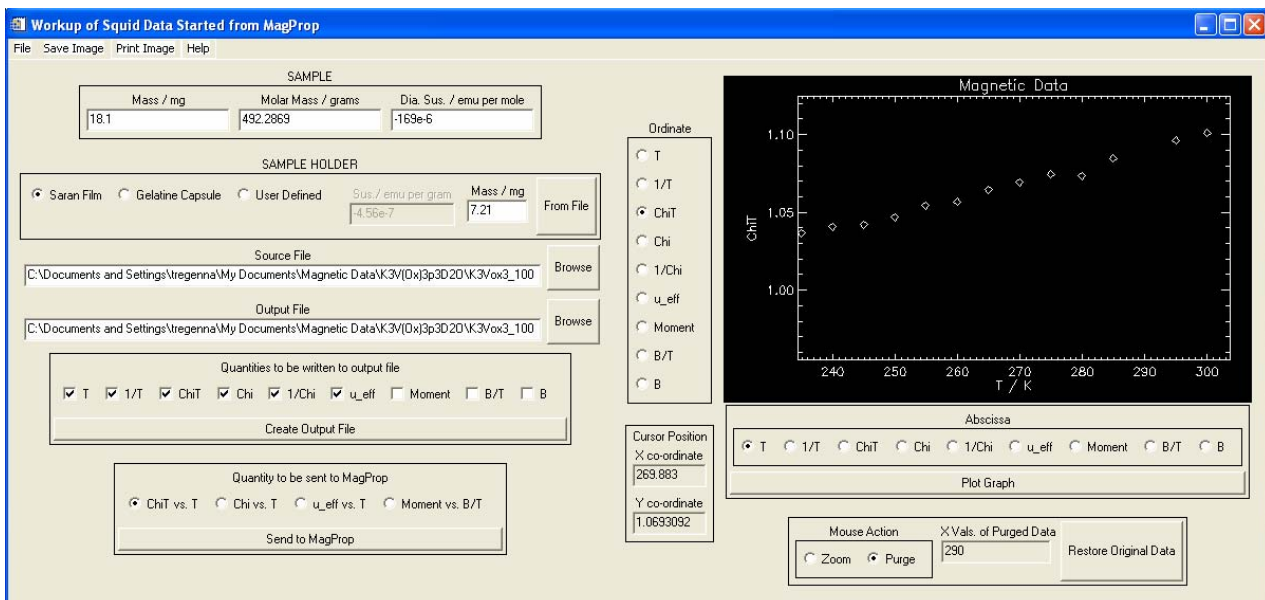 Workup of Squid Data Started from MagProp
File Save Image Print Image Help
SAMPLE
Mass / mg Molar Mass / grams Dia. Sus. / emu per mole
18.1 492.2869 -169e-6
SAMPLE HOLDER
Saran Film Gelatine Capsule User Defined Sus./ emu per gram Mass / mg From File
-4.56e-7 7.21
Source File
C:\Documents and Settings\tregenna\My Documents\Magnetic Data\K3V(Ox)3p3D2O\K3Vox3_100 Browse
Output File
C:\Documents and Settings\tregenna\My Documents\Magnetic Data\K3V(Ox)3p3D2O\K3Vox3_100 Browse
Quantities to be written to output file
T 1/T ChiT Chi 1/Chi u_eff Moment B/T B
Create Output File
Quantity to be sent to MagProp
ChiT vs. T Chi vs. T u_eff vs. T Moment vs. B/T
Send to MagProp
Ordinate
T
1/T
ChiT
Chi
1/Chi
u_eff
Moment
B/T
B
Cursor Position
X co-ordinate
269.883
Y co-ordinate
1.0693092
Magnetic Data
1.10
1.05
1.00
ChiT
240 250 260 270 280 290 300
T / K
Abscissa
T 1/T ChiT Chi 1/Chi u_eff Moment B/T B
Plot Graph
Mouse Action X Vals. of Purged Data
Zoom Purge 290 Restore Original Data